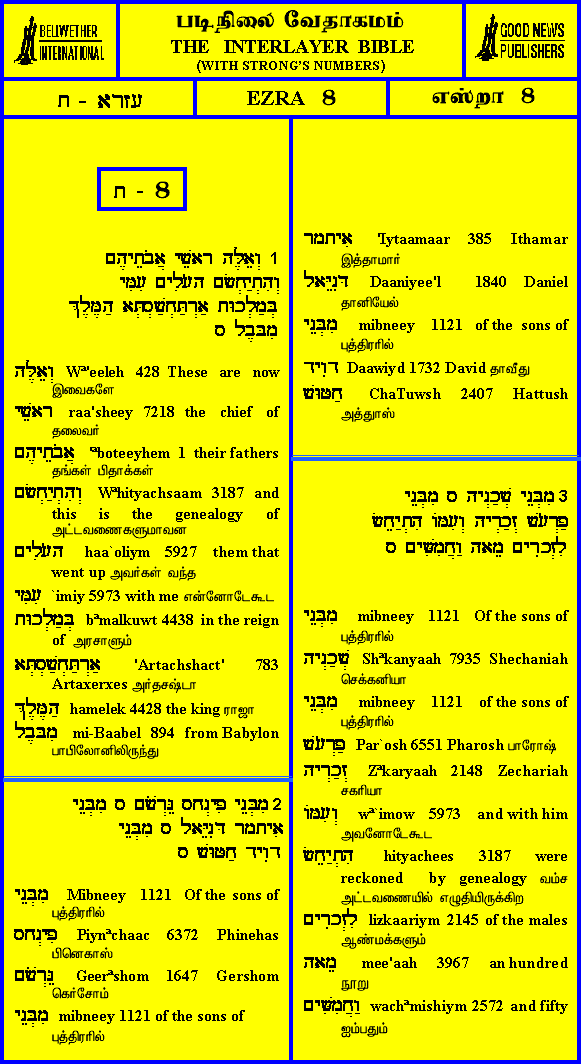 BELLWETHER
INTERNATIONAL
படிநிலை வேதாகமம்
THE INTERLAYER BIBLE
(WITH STRONG'S NUMBERS)
GOOD NEWS
PUBLISHERS
עזרא - ח
EZRA 8
எஸ்றா 8
ח - 8
1 וְאֵלֶּה רָאשֵׁי אֲבֹתֵיהֶם
וְהִתְיַחְשָׂם הָעֹלִים עִמִּי
בְּמַלְכוּת אַרְתַּחְשַׁסְתְּא הַמֶּלֶךְ
מִבָּבֶל ס
וְאֵלֶּה Wª'eeleh 428 These are now
இவைகளே
רָאשֵׁי raa'sheey 7218 the chief of
தலைவர்
אֲבֹתֵיהֶם 'ªboteeyhem 1 their fathers
தங்கள் பிதாக்கள்
וְהִתְיַחְשָׂם Wªhityachsaam 3187 and
this is the genealogy of
அட்டவணைகளுமாவன
הָעֹלִים haa`oliym 5927 them that
went up அவர்கள் வந்த
עִמִּי `imiy 5973 with me என்னோடேகூட
בְּמַלְכוּת bªmalkuwt 4438 in the reign
of அரசாளும்
אַרְתַּחְשַׁסְתְּא 'Artachshact' 783
Artaxerxes அர்தசஷ்டா
הַמֶּלֶךְ hamelek 4428 the king ராஜா
מִבָּבֶל mi-Baabel 894 from Babylon
பாபிலோனிலிருந்து
2 מִבְּנֵי פִינְחָס גֵּרְשֹׁם ס מִבְּנֵי
אִיתָמָר דָּנִיֵּאל ס מִבְּנֵי
דָוִיד חַטּוּשׁ ס
מִבְּנֵי Mibneey 1121 Of the sons of
புத்திரரில்
פִינְחָס Piynªchaac 6372 Phinehas
பினெகாஸ்
גֵּרְשֹׁם Geerªshom 1647 Gershom
கெர்சோம்
מִבְּנֵי mibneey 1121 of the sons of
புத்திரரில்
אִיתָמָר 'Iytaamaar 385 Ithamar
இத்தாமார்
דָּנִיֵּאל Daaniyee'l 1840 Daniel
தானியேல்
מִבְּנֵי mibneey 1121 of the sons of
புத்திரரில்
דָוִיד Daawiyd 1732 David தாவீது
חַטּוּשׁ ChaTuwsh 2407 Hattush
அத்தூஸ்
3 מִבְּנֵי שְׁכַנְיָה ס מִבְּנֵי
פַרְעֹשׁ זְכַרְיָה וְעִמּוֹ הִתְיַחֵשׂ
לִזְכָרִים מֵאָה וַחֲמִשִּׁים ס
מִבְּנֵי mibneey 1121 Of the sons of
புத்திரரில்
שְׁכַנְיָה Shªkanyaah 7935 Shechaniah
செக்கனியா
מִבְּנֵי mibneey 1121 of the sons of
புத்திரரில்
פַרְעֹשׁ Par`osh 6551 Pharosh பாரோஷ்
זְכַרְיָה Zªkaryaah 2148 Zechariah
சகரியா
וְעִמּוֹ wª`imow 5973 and with him
அவனோடேகூட
הִתְיַחֵשׂ hityachees 3187 were
reckoned by genealogy வம்ச
அட்டவணையில் எழுதியிருக்கிற
לִזְכָרִים lizkaariym 2145 of the males
ஆண்மக்களும்
מֵאָה mee'aah 3967 an hundred
நூறு
וַחֲמִשִּׁים wachªmishiym 2572 and fifty
ஐம்பதும்